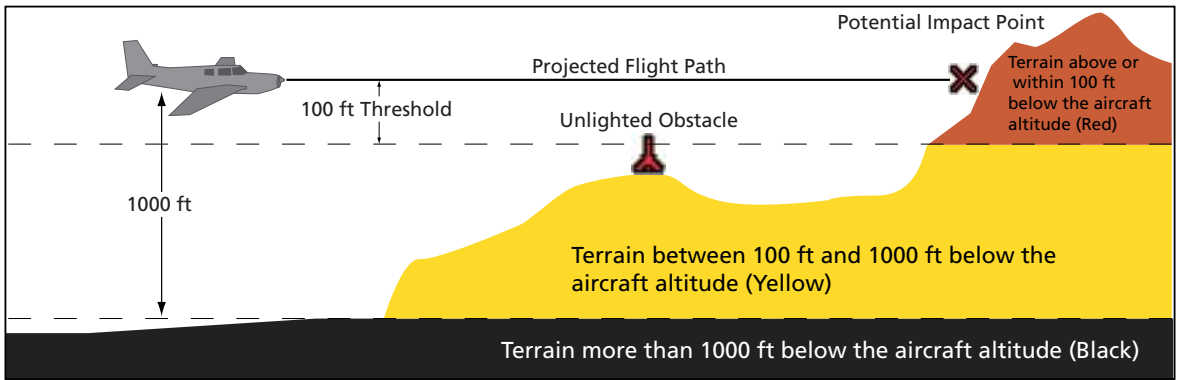 Potential Impact Point
Projected Flight Path
Terrain above or
within 100 ft
below the aircraft
altitude (Red)
100 ft Threshold
Unlighted Obstacle
1000 ft
Terrain between 100 ft and 1000 ft below the
aircraft altitude (Yellow)
Terrain more than 1000 ft below the aircraft altitude (Black)